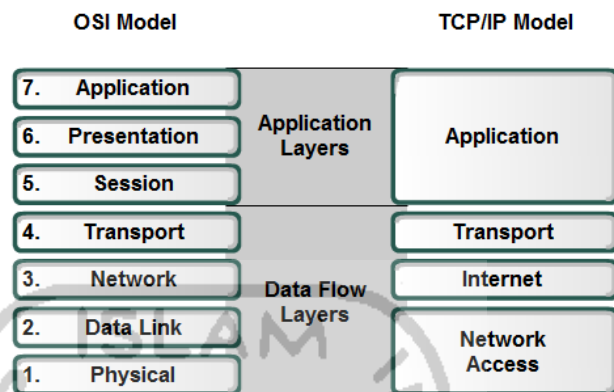 OSI Model
TCP/IP Model
7. Application
6. Presentation
5. Session
4. Transport
3. Network
2. Data Link
1. Physical
Application
Layers
Data Flow
Layers
Application
Transport
Internet
Network
Access
ISLAM